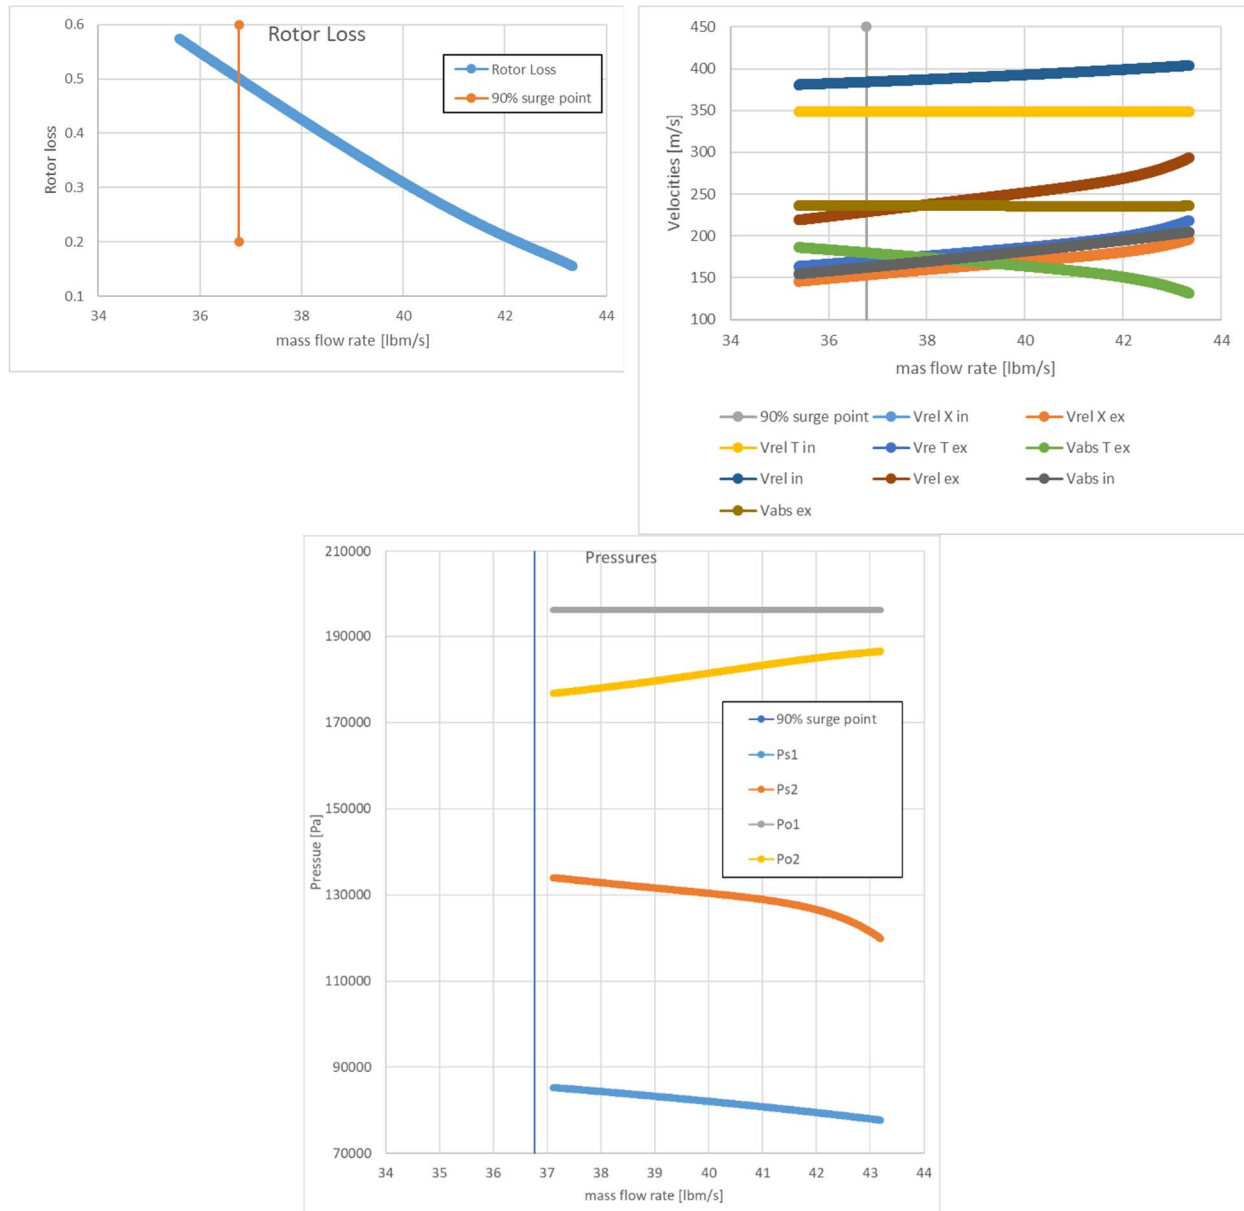 Rotor Loss
0.6
0.5
0.4
0.3
0.2
0.1
Rotor loss
Rotor Loss
90% surge point
34 36 38 40 42 44
mass flow rate [lbm/s]
450
400
350
300
250
200
150
100
Velocities [m/s]
34 36 38 40 42 44
mas flow rate [lbm/s]
90% surge point Vrel X in Vrel X ex
Vrel T in Vre T ex Vabs T ex
Vrel in Vrel ex Vabs in
Vabs ex
Pressures
210000
190000
170000
150000
130000
110000
90000
70000
Pressue [Pa]
90% surge point
Ps1
Ps2
Po1
Po2
34 35 36 37 38 39 40 41 42 43 44
mass flow rate [lbm/s]